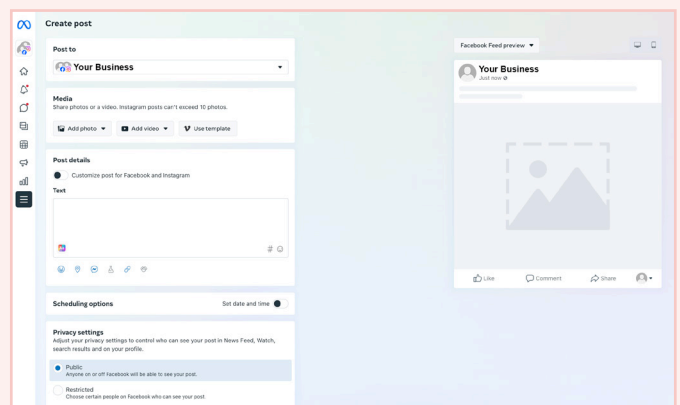 Create post
Post to
Your Business
Media
Share photos or a video. Instagram posts can't exceed 10 photos.
Add photo
Add video
Use template
Post details
Customize post for Facebook and Instagram
Text
#
Scheduling options
Set date and time
Privacy settings
Adjust your privacy settings to control who can see your post in News Feed, Watch,
search results and on your profile.
Public
Anyone on or off Facebook will be able to see your post.
Restricted
Choose certain people on Facebook who can see your post.
Facebook Feed preview
Your Business
Just now
Like
Comment
Share